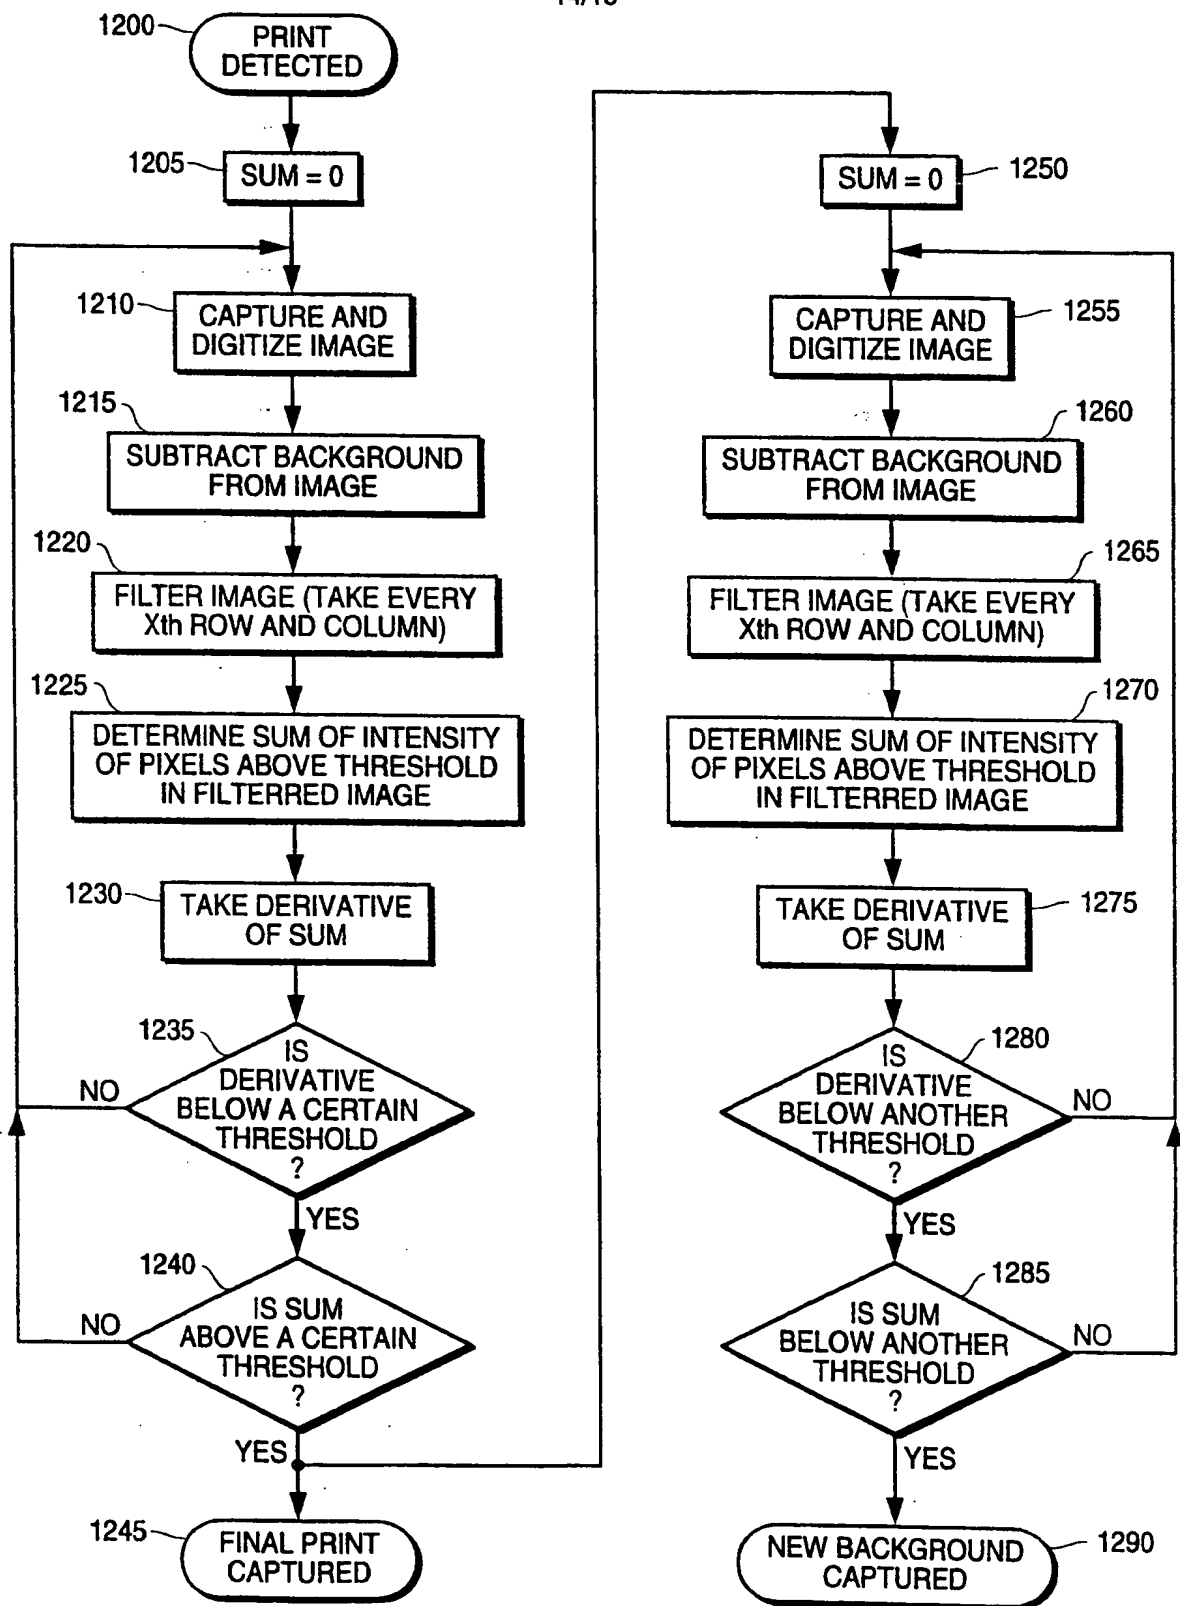 1200
PRINT
DETECTED
1205
SUM = 0
1210
CAPTURE AND
DIGITIZE IMAGE
1215
SUBTRACT BACKGROUND
FROM IMAGE
1220
FILTER IMAGE (TAKE EVERY
Xth ROW AND COLUMN)
1225
DETERMINE SUM OF INTENSITY
OF PIXELS ABOVE THRESHOLD
IN FILTERRED IMAGE
1230
TAKE DERIVATIVE
OF SUM
1235
IS
DERIVATIVE
BELOW A CERTAIN
THRESHOLD
?
NO
YES
1240
IS SUM
ABOVE A CERTAIN
THRESHOLD
?
NO
YES
1245
FINAL PRINT
CAPTURED
SUM = 0
1250
CAPTURE AND
DIGITIZE IMAGE
1255
SUBTRACT BACKGROUND
FROM IMAGE
1260
FILTER IMAGE (TAKE EVERY
Xth ROW AND COLUMN)
1265
DETERMINE SUM OF INTENSITY
OF PIXELS ABOVE THRESHOLD
IN FILTERRED IMAGE
1270
TAKE DERIVATIVE
OF SUM
1275
IS
DERIVATIVE
BELOW ANOTHER
THRESHOLD
?
1280
NO
YES
IS SUM
BELOW ANOTHER
THRESHOLD
?
1285
NO
YES
NEW BACKGROUND
CAPTURED
1290